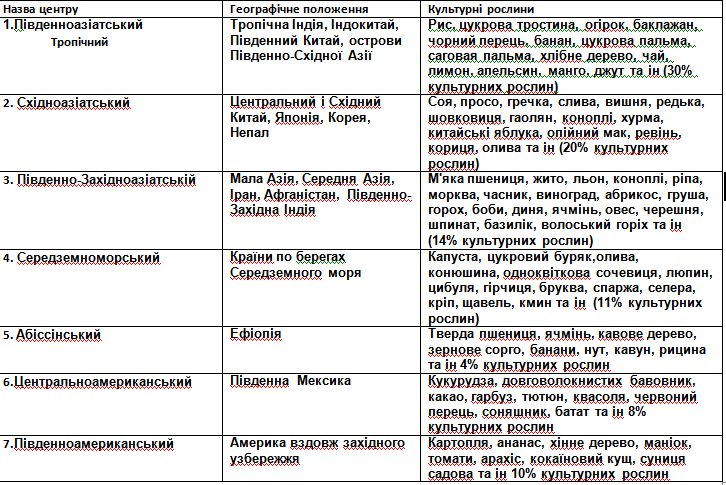 Назва центру
Географічне положення
Культурні рослини
1.Південноазіатський
Тропічний
Тропічна Індія, Індокитай,
Південний Китай, острови
Південно-Східної Азії
Рис, цукрова тростина, огірок, баклажан,
чорний перець, банан, цукрова пальма,
сагова пальма, хлібне дерево, чай,
лимон, апельсин, манго, джут та ін (30%
культурних рослин)
2. Східноазіатський
Центральний і Східний
Китай, Японія, Корея,
Непал
Соя, просо, гречка, слива, вишня, редька,
шовковиця, гаолян, коноплі, хурма,
китайські яблука, опійний мак, ревінь,
кориця, олива та ін (20% культурних
рослин)
3. Південно-Західноазіатській
Мала Азія, Середня Азія,
Іран, Афганістан, Південно-
Західна Індія
М'яка пшениця, жито, льон, коноплі, ріпа,
морква, часник, виноград, абрикос, груша,
горох, боби, диня, ячмінь, овес, черешня,
шпинат, базилік, волоський горіх та ін
(14% культурних рослин)
4. Середземноморський
Країни по берегах
Середземного моря
Капуста, цукровий буряк,олива,
конюшина, одноквіткова сочевиця, люпин,
цибуля, гірчиця, бруква, спаржа, селера,
кріп, щавель, кмин та ін (11% культурних
рослин)
5. Абіссінський
Ефіопія
Тверда пшениця, ячмінь, кавове дерево,
зернове сорго, банани, нут, кавун, рицина
та ін 4% культурних рослин
6.Центральноамериканський
Південна Мексика
Кукурудза, довговолокнистих бавовник,
какао, гарбуз, тютюн, квасоля, червоний
перець, соняшник, батат та ін 8%
культурних рослин
7.Південноамериканський
Америка вздовж західного
узбережжя
Картопля, ананас, хінне дерево, маніок,
томати, арахіс, кокаїновий кущ, суниця
садова та ін 10% культурних рослин